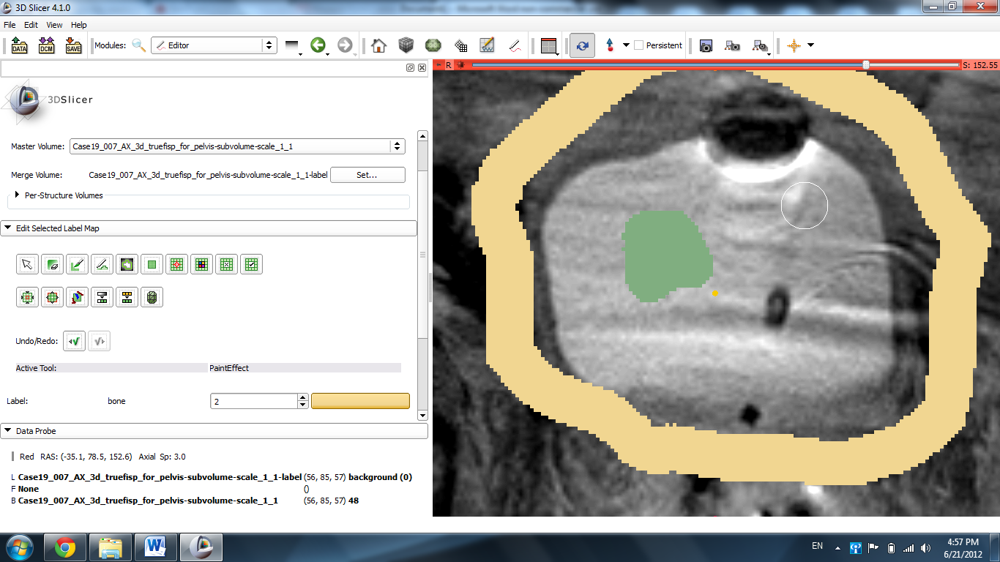 3D Slicer 4.1.0
File Edit View Help
DATA DCM SAVE Modules: Editor Persistent
R S: 152.55
3DSlicer
Master Volume: Case19_007_AX_3d_truefisp_for_pelvis-subvolume-scale_1_1
Merge Volume: Case19_007_AX_3d_truefisp_for_pelvis-subvolume-scale_1_1-label Set...
Per-Structure Volumes
Edit Selected Label Map
Undo/Redo:
Active Tool: PaintEffect
Label: bone 2
Data Probe
Red RAS: (-35.1, 78.5, 152.6) Axial Sp: 3.0
L Case19_007_AX_3d_truefisp_for_pelvis-subvolume-scale_1_1-label (56, 85, 57) background (0)
F None ()
B Case19_007_AX_3d_truefisp_for_pelvis-subvolume-scale_1_1 (56, 85, 57) 48
EN 4:57 PM
6/21/2012